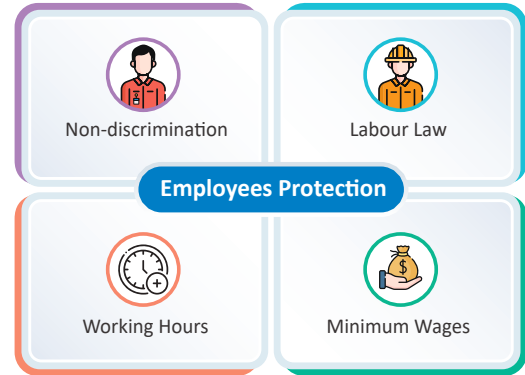 Non-discrimination
Labour Law
Employees Protection
Working Hours
Minimum Wages